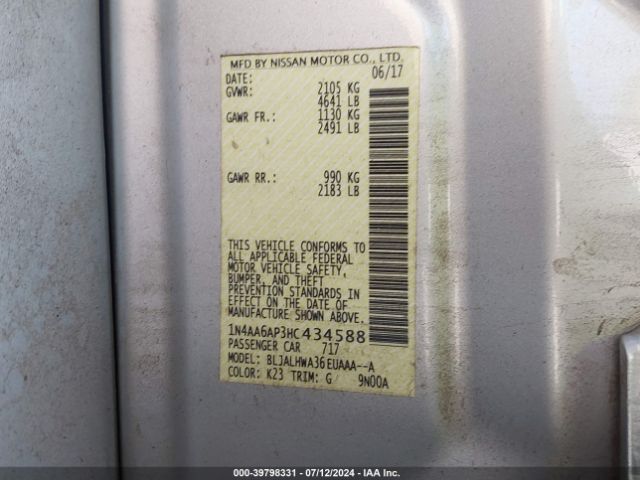 MFD BY NISSAN MOTOR CO., LTD.
DATE: 06/17
GVWR: 2105 KG
4641 LB
GAWR FR.: 1130 KG
2491 LB
GAWR RR.: 990 KG
2183 LB
THIS VEHICLE CONFORMS TO
ALL APPLICABLE FEDERAL
MOTOR VEHICLE SAFETY,
BUMPER, AND THEFT
PREVENTION STANDARDS IN
EFFECT ON THE DATE OF
MANUFACTURE SHOWN ABOVE.
1N4AA6AP3HC434588
PASSENGER CAR 717
MODEL: BLJALHWA36EUAAA--A
COLOR: K23 TRIM: G 9N00A
000-39798331 - 07/12/2024 - IAA Inc.